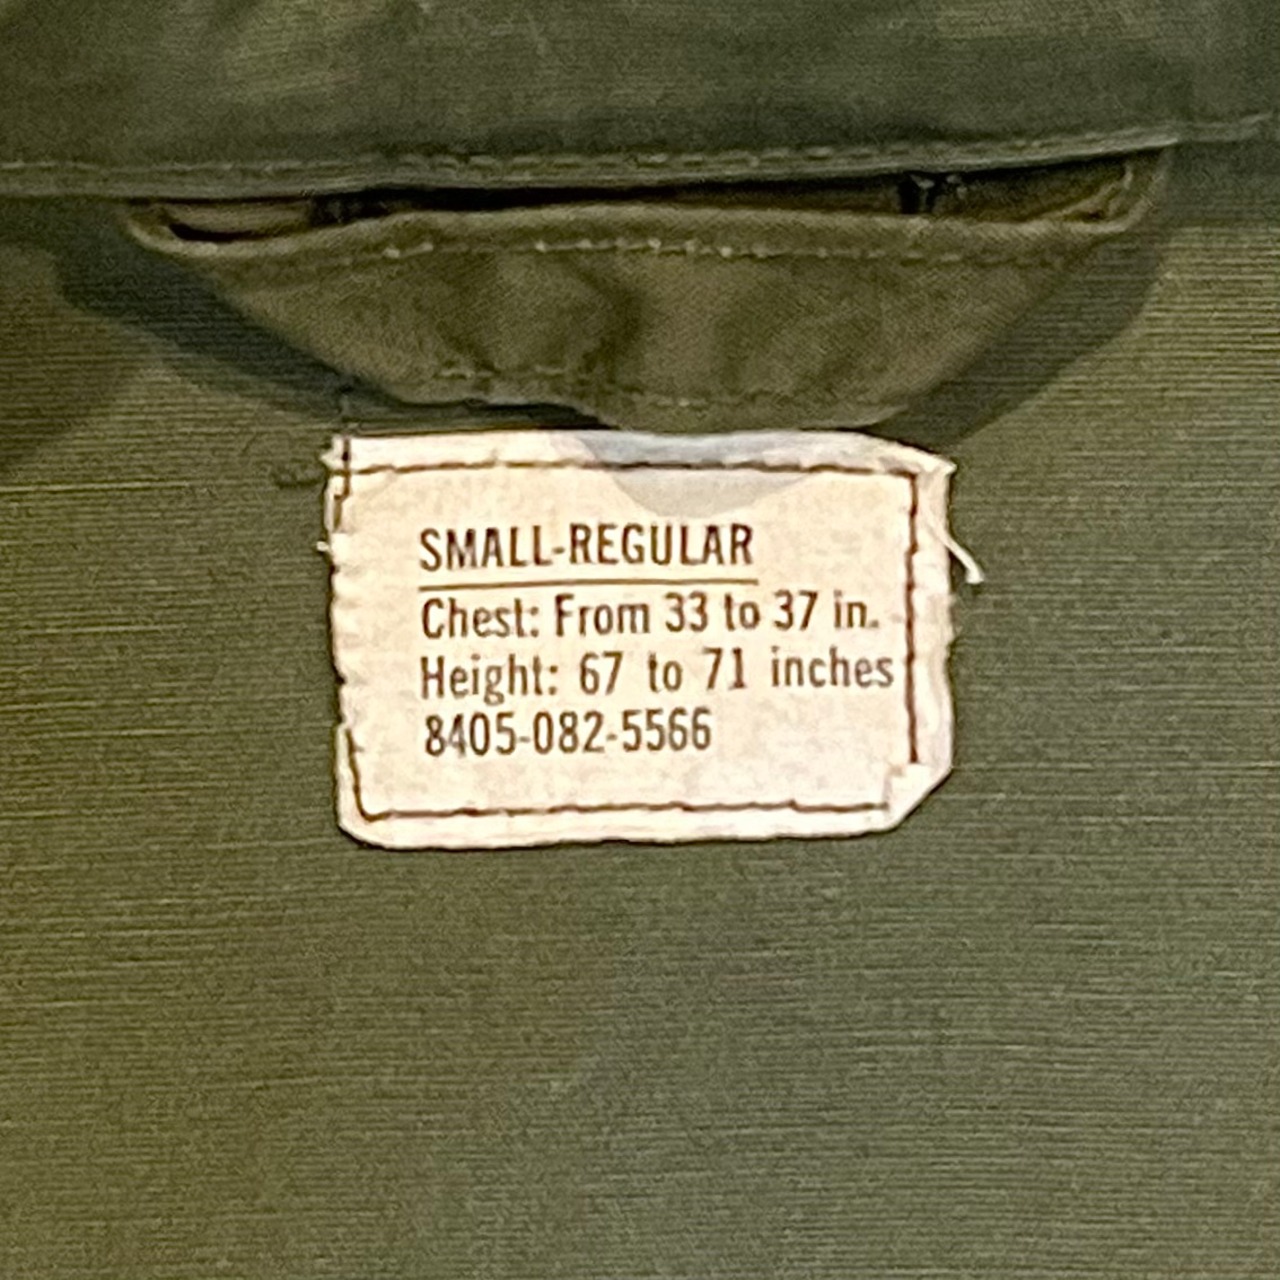 SMALL-REGULAR
Chest: From 33 to 37 in.
Height: 67 to 71 inches
8405-082-5566